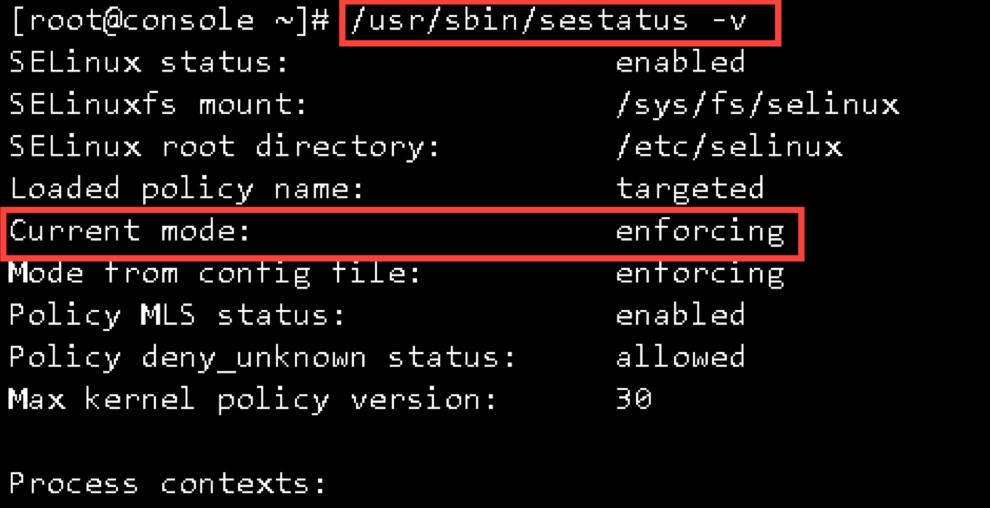 [root@console ~]# /usr/sbin/sestatus -v
SELinux status: enabled
SELinuxfs mount: /sys/fs/selinux
SELinux root directory: /etc/selinux
Loaded policy name: targeted
Current mode: enforcing
Mode from config file: enforcing
Policy MLS status: enabled
Policy deny_unknown status: allowed
Max kernel policy version: 30
Process contexts: